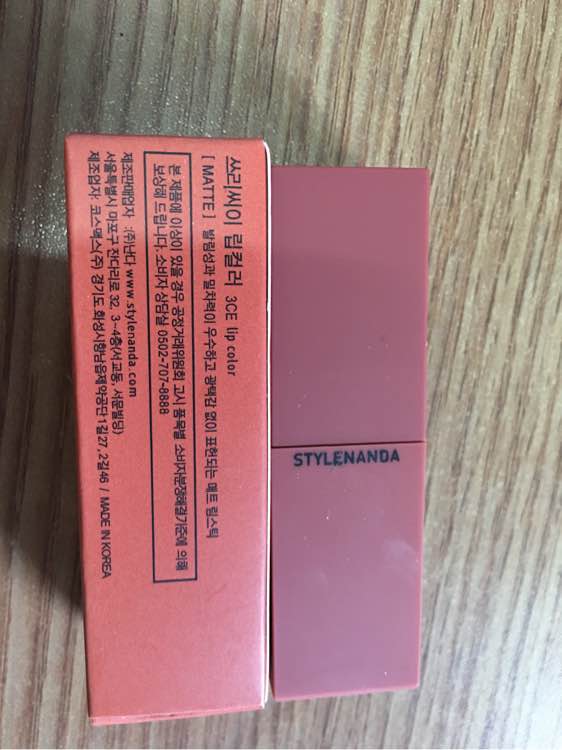 쓰리씨이 립컬러 3CE lip color
[ MATTE ] 발림성과 밀착력이 우수하고 광택감 없이 표현되는 매트 립스틱
본 제품에 이상이 있을 경우 공정거래위원회 고시 품목별 소비자분쟁해결기준에 의해
보상해 드립니다. 소비자 상담실 0502-707-8888
제조판매업자 : (주)난다 www.stylenanda.com
서울특별시 마포구 잔다리로 32, 3~4층(서교동, 서문빌딩)
제조업자: 코스맥스(주) 경기도 화성시향남읍제약공단1길27,2길46 / MADE IN KOREA
STYLENANDA